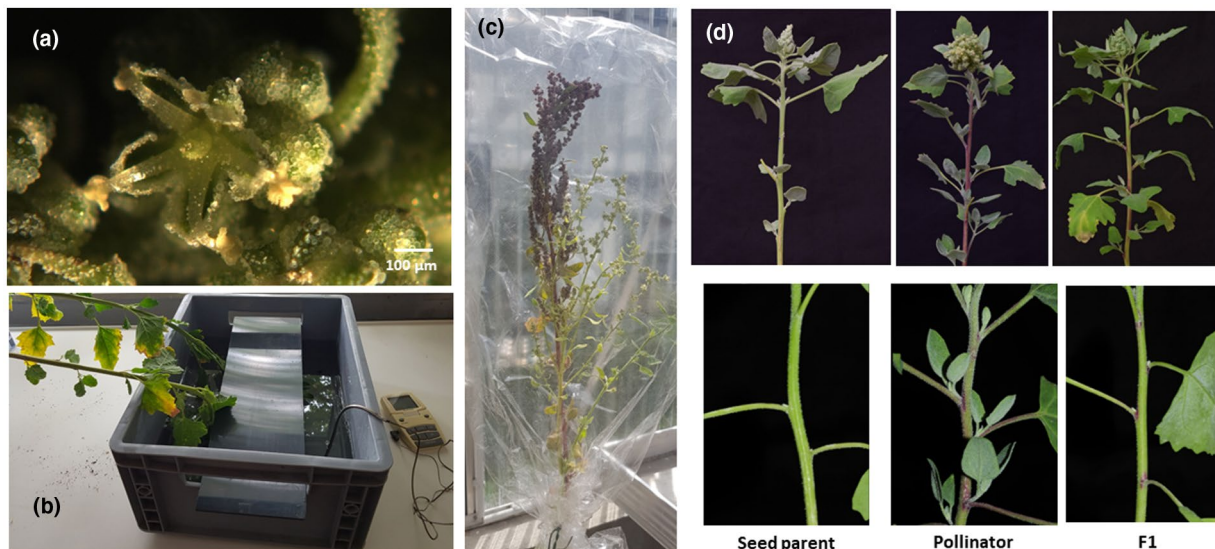 (a)
100 µm
(b)
(c)
(d)
Seed parent
Pollinator
F1